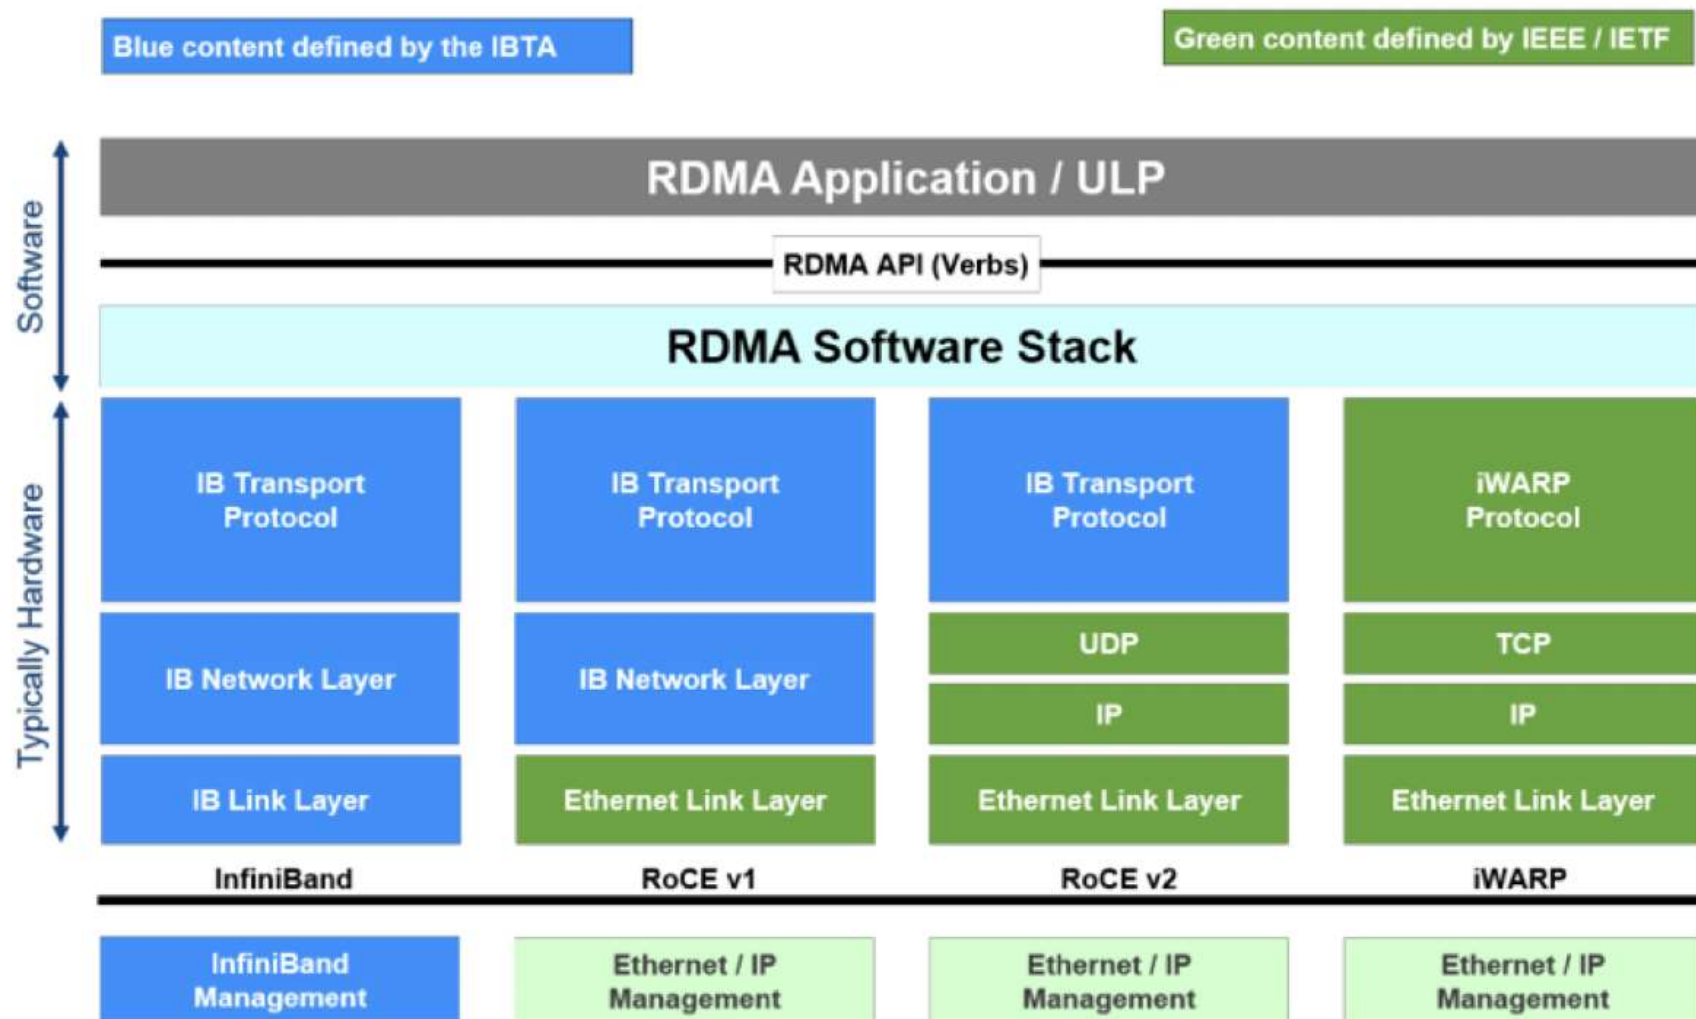 Blue content defined by the IBTA
Green content defined by IEEE / IETF
Software
RDMA Application / ULP
RDMA API (Verbs)
RDMA Software Stack
Typically Hardware
IB Transport
Protocol
IB Transport
Protocol
IB Transport
Protocol
iWARP
Protocol
IB Network Layer
IB Network Layer
UDP
IP
TCP
IP
IB Link Layer
Ethernet Link Layer
Ethernet Link Layer
Ethernet Link Layer
InfiniBand
RoCE v1
RoCE v2
iWARP
InfiniBand
Management
Ethernet / IP
Management
Ethernet / IP
Management
Ethernet / IP
Management